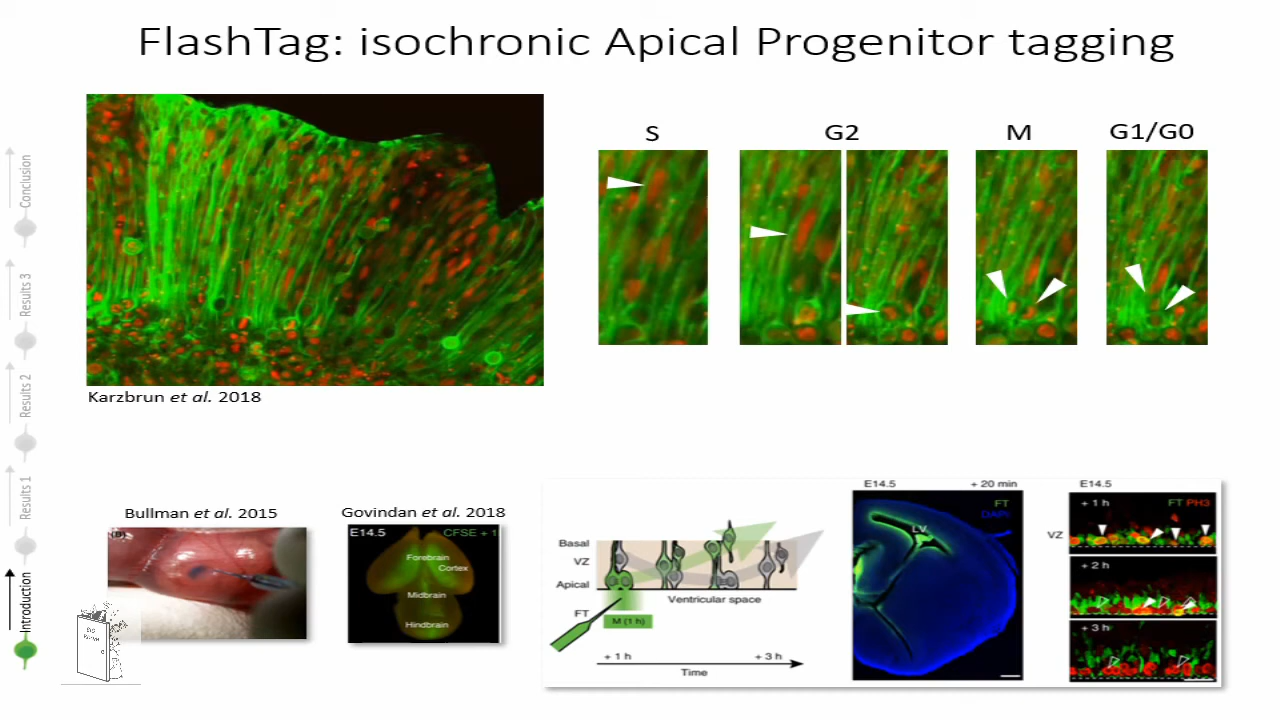 FlashTag: isochronic Apical Progenitor tagging
S
G2
M
G1/G0
Karzbrun et al. 2018
Conclusion
Results 3
Results 2
Results 1
Introduction
Bullman et al. 2015
Govindan et al. 2018
E14.5
CFSE + 1
Forebrain
Cortex
Midbrain
Hindbrain
Basal
VZ
Apical
Ventricular space
FT
M (1 h)
+ 1 h
+ 3 h
Time
E14.5
+ 20 min
FT
DAPI
LV
E14.5
+ 1 h
FT PH3
VZ
+ 2 h
+ 3 h